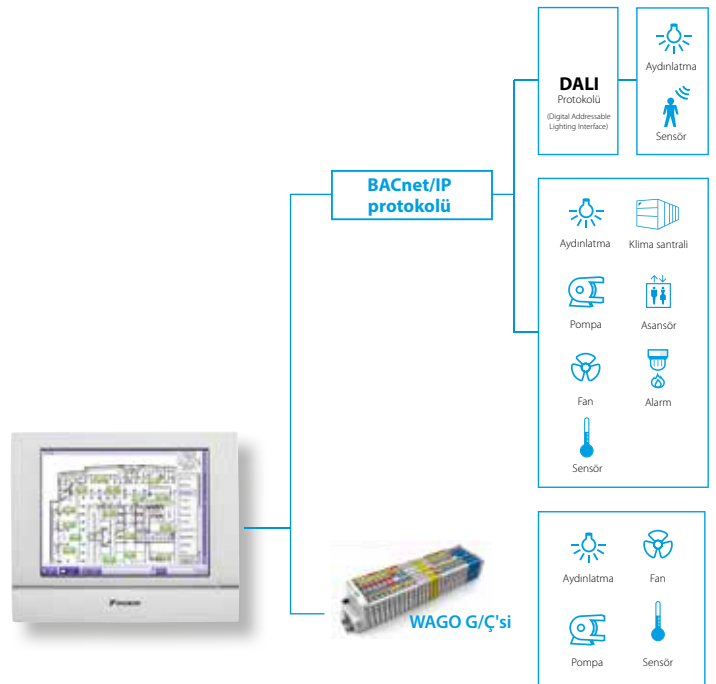 DALI
Protokolü
(Digital Addressable
Lighting Interface)
Aydınlatma
Sensör
BACnet/IP
protokolü
Aydınlatma
Klima santrali
Pompa
Asansör
Fan
Alarm
Sensör
DAIKIN
WAGO G/Ç'si
Aydınlatma
Fan
Pompa
Sensör